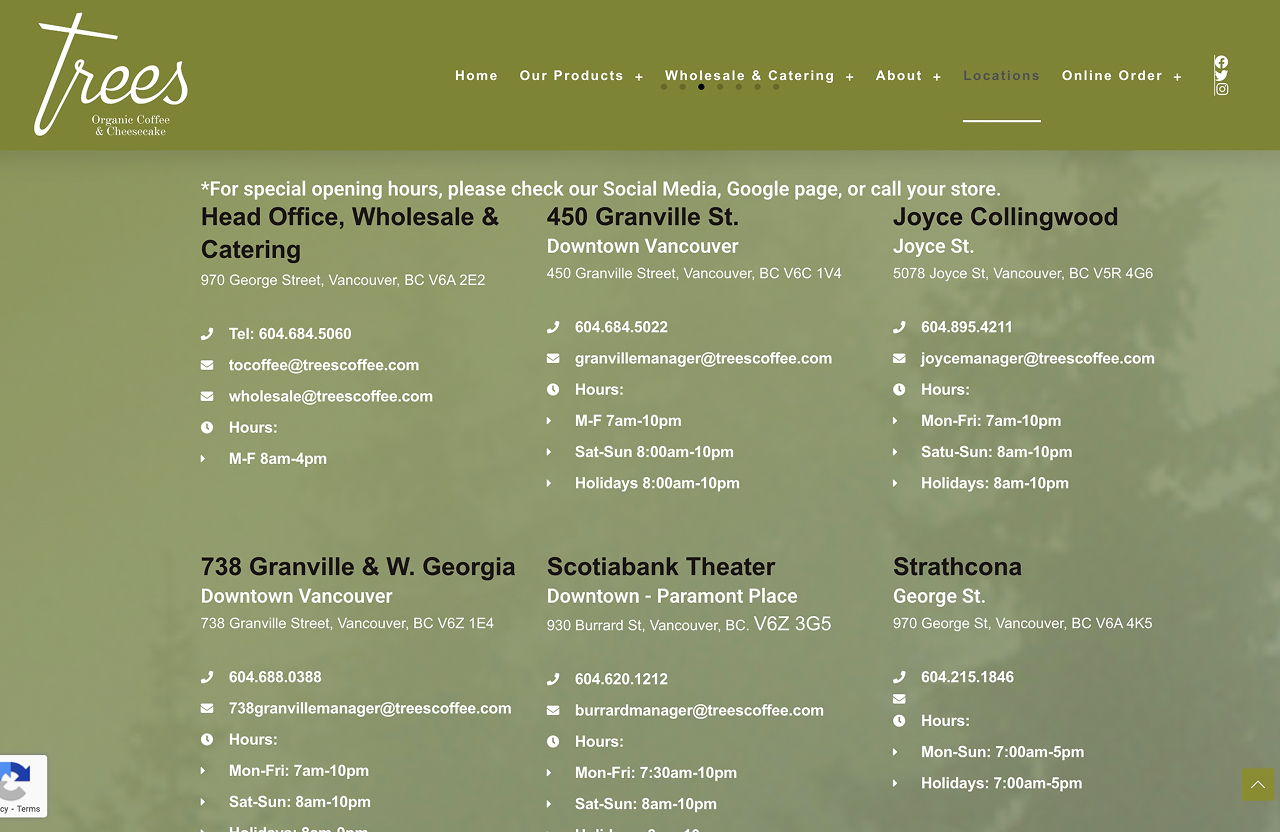 Trees
Organic Coffee
& Cheesecake
Home
Our Products +
Wholesale & Catering +
About +
Locations
Online Order +
*For special opening hours, please check our Social Media, Google page, or call your store.
Head Office, Wholesale &
Catering
970 George Street, Vancouver, BC V6A 2E2
Tel: 604.684.5060
tocoffee@treescoffee.com
wholesale@treescoffee.com
Hours:
M-F 8am-4pm
450 Granville St.
Downtown Vancouver
450 Granville Street, Vancouver, BC V6C 1V4
604.684.5022
granvillemanager@treescoffee.com
Hours:
M-F 7am-10pm
Sat-Sun 8:00am-10pm
Holidays 8:00am-10pm
Joyce Collingwood
Joyce St.
5078 Joyce St, Vancouver, BC V5R 4G6
604.895.4211
joycemanager@treescoffee.com
Hours:
Mon-Fri: 7am-10pm
Satu-Sun: 8am-10pm
Holidays: 8am-10pm
738 Granville & W. Georgia
Downtown Vancouver
738 Granville Street, Vancouver, BC V6Z 1E4
604.688.0388
738granvillemanager@treescoffee.com
Hours:
Mon-Fri: 7am-10pm
Sat-Sun: 8am-10pm
Scotiabank Theater
Downtown - Paramont Place
930 Burrard St, Vancouver, BC. V6Z 3G5
604.620.1212
burrardmanager@treescoffee.com
Hours:
Mon-Fri: 7:30am-10pm
Sat-Sun: 8am-10pm
Strathcona
George St.
970 George St, Vancouver, BC V6A 4K5
604.215.1846
Hours:
Mon-Sun: 7:00am-5pm
Holidays: 7:00am-5pm
cy - Terms